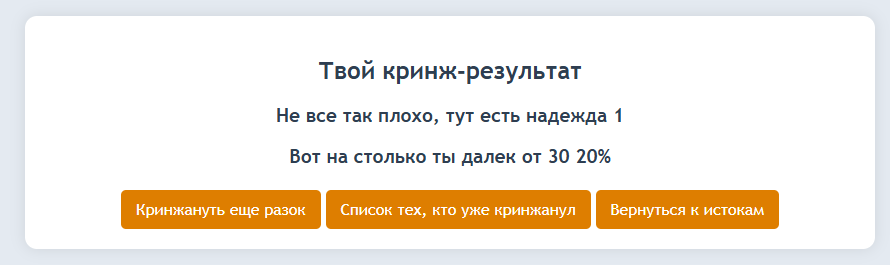 Твой кринж-результат
Не все так плохо, тут есть надежда 1
Вот на столько ты далек от 30 20%
Кринжануть еще разок Список тех, кто уже кринжанул Вернуться к истокам